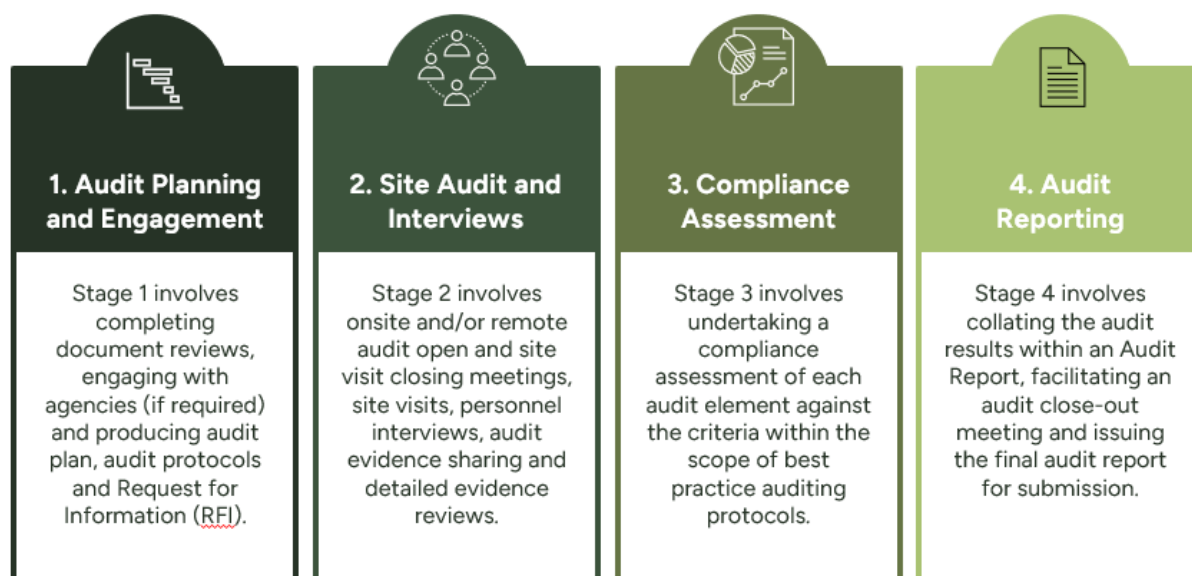 1. Audit Planning
and Engagement
Stage 1 involves
completing
document reviews,
engaging with
agencies (if required)
and producing audit
plan, audit protocols
and Request for
Information (RFI).
2. Site Audit and
Interviews
Stage 2 involves
onsite and/or remote
audit open and site
visit closing meetings,
site visits, personnel
interviews, audit
evidence sharing and
detailed evidence
reviews.
3. Compliance
Assessment
Stage 3 involves
undertaking a
compliance
assessment of each
audit element against
the criteria within the
scope of best
practice auditing
protocols.
4. Audit
Reporting
Stage 4 involves
collating the audit
results within an Audit
Report, facilitating an
audit close-out
meeting and issuing
the final audit report
for submission.